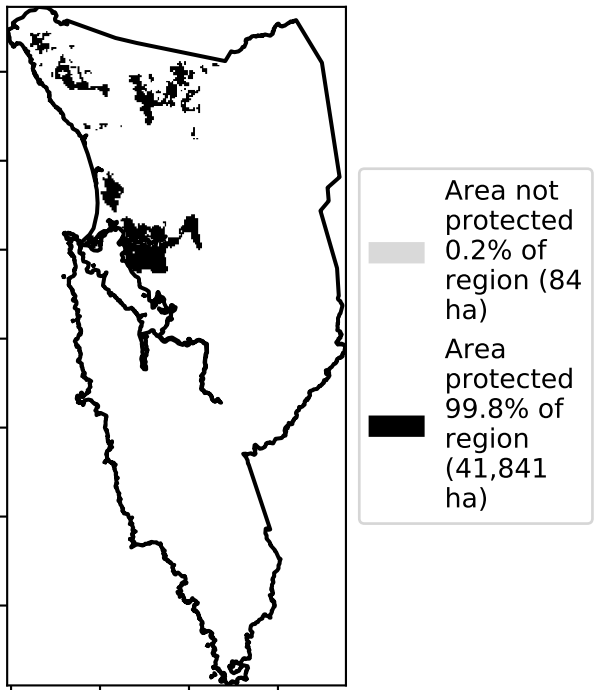 Area not
protected
0.2% of
region (84
ha)
Area
protected
99.8% of
region
(41,841
ha)